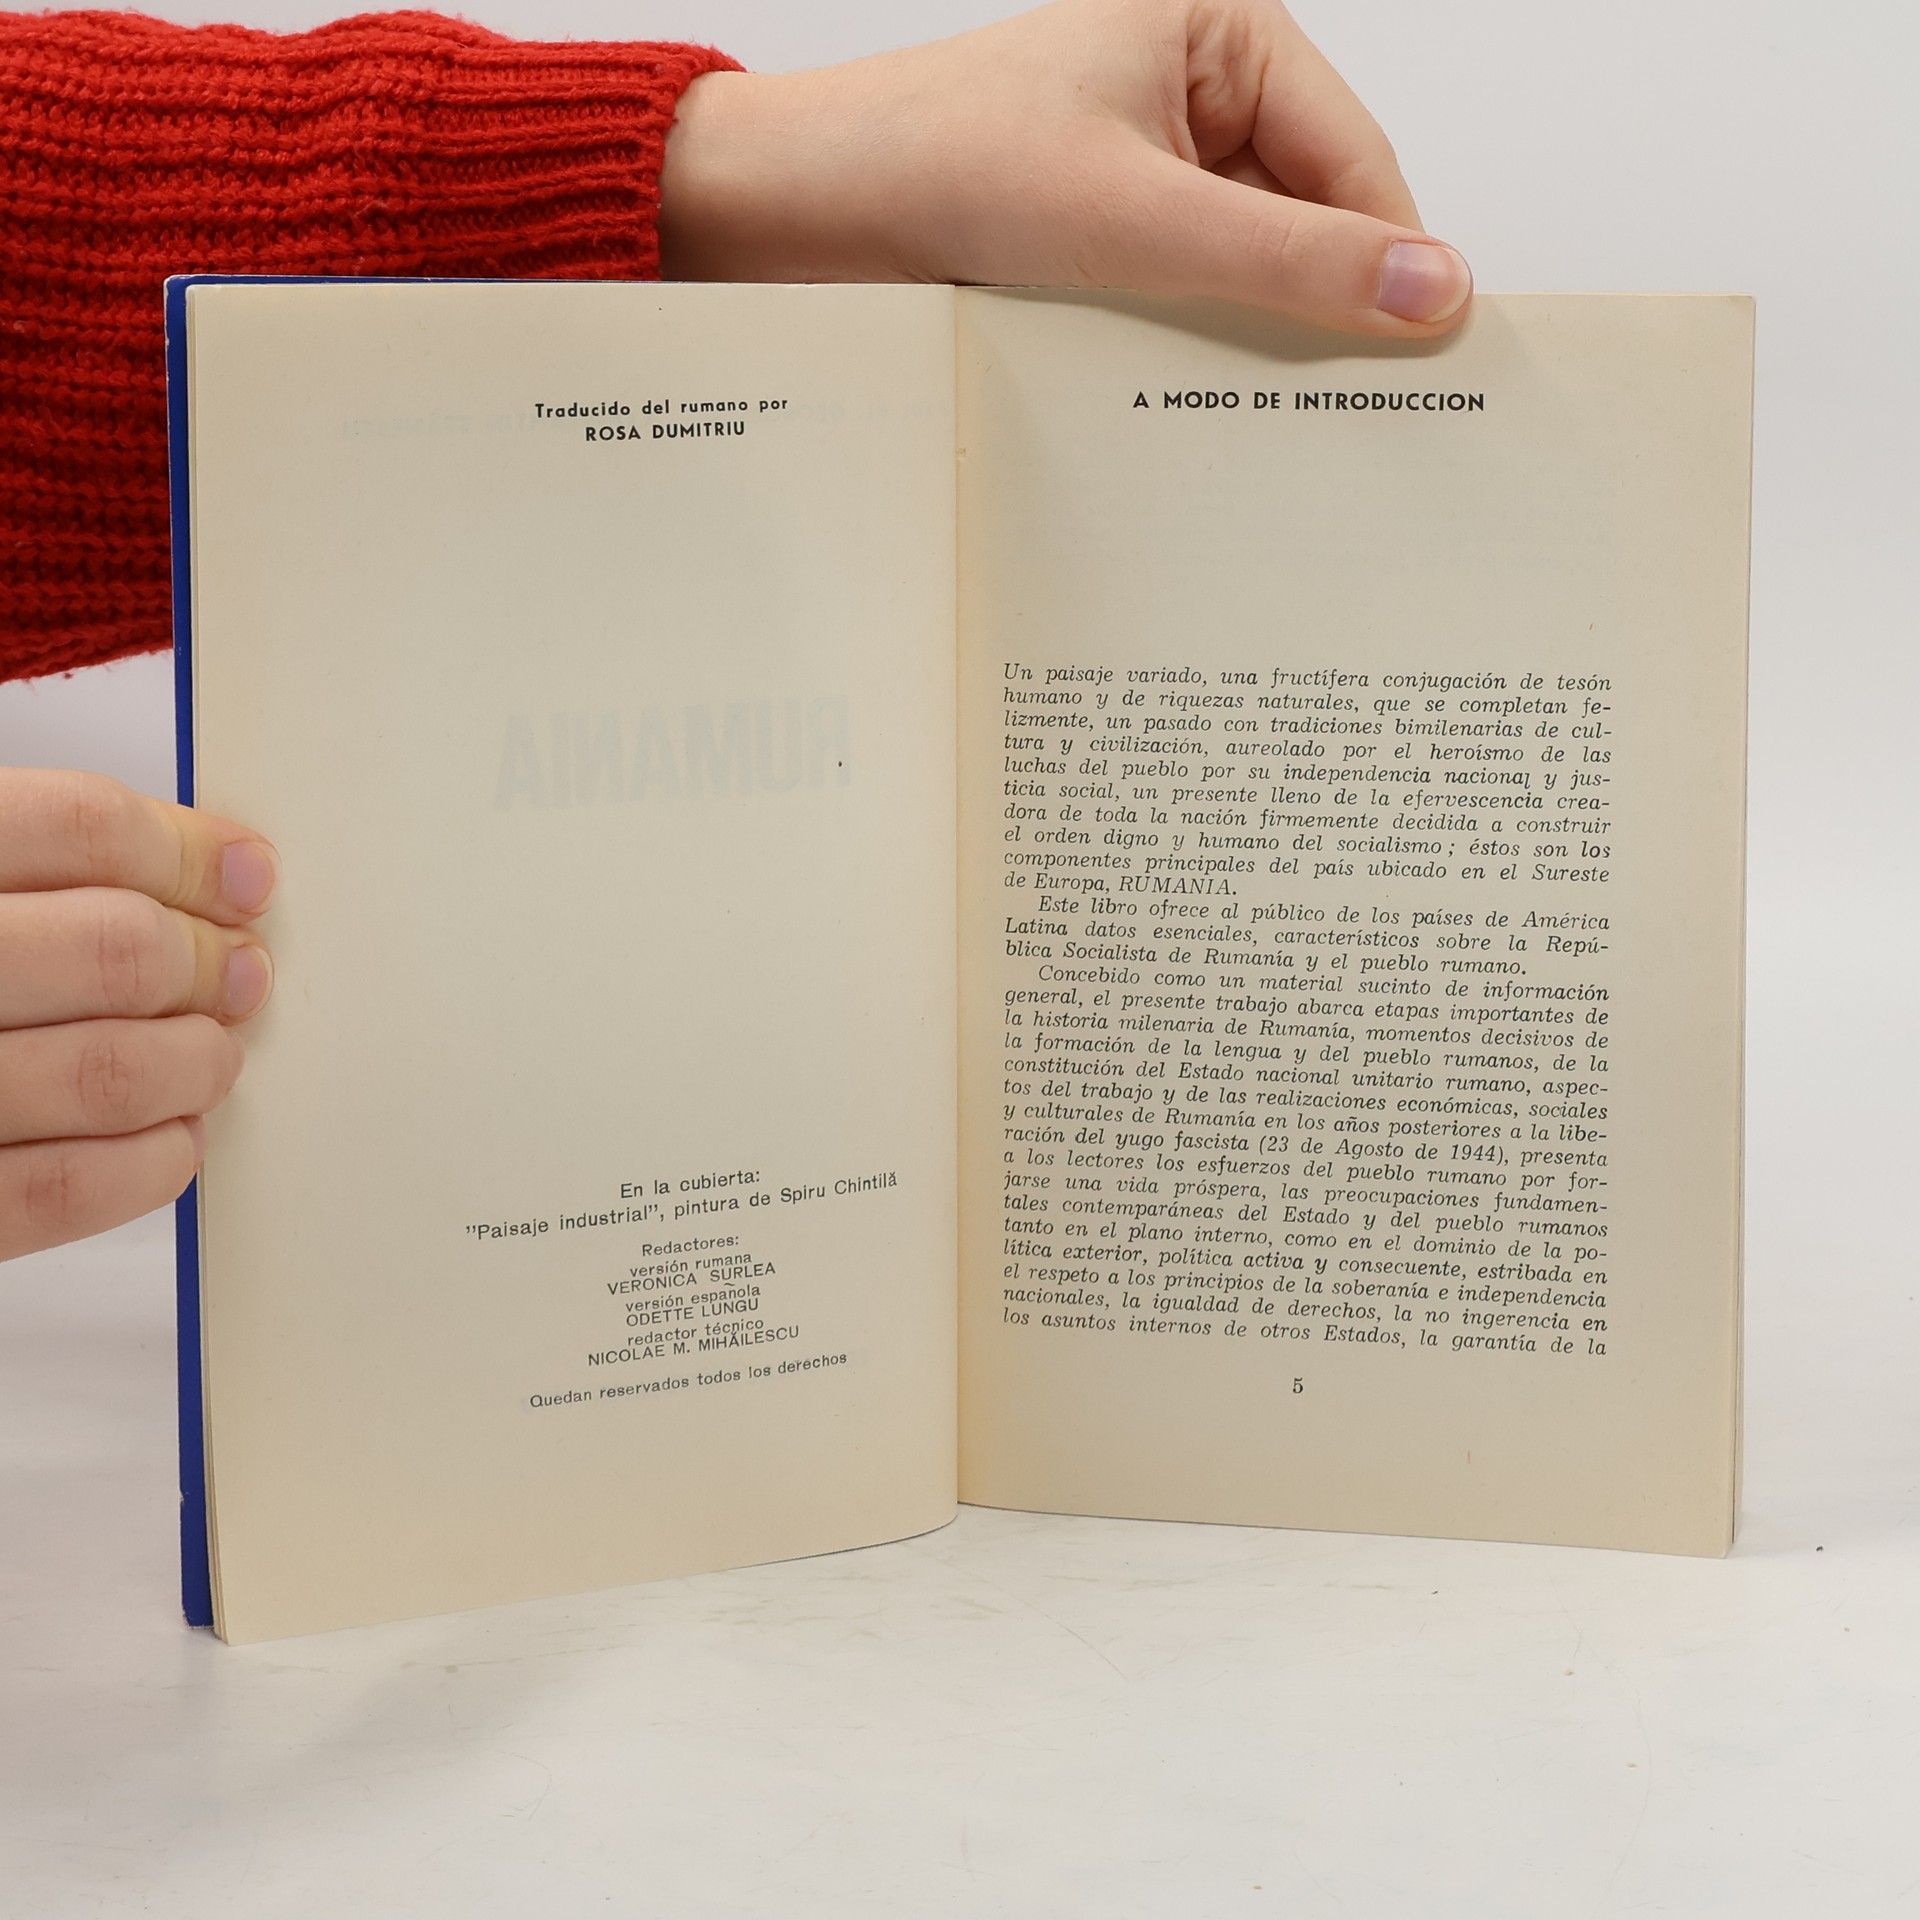 Traducido del rumano por
ROSA DUMITRIU
RUMANIA
En la cubierta:
"Paisaje industrial", pintura de Spiru Chintilă
Redactores:
versión rumana
VERONICA SURLEA
versión española
ODETTE LUNGU
redactor técnico
NICOLAE M. MIHĂILESCU
Quedan reservados todos los derechos
A MODO DE INTRODUCCION
Un paisaje variado, una fructífera conjugación de tesón
humano y de riquezas naturales, que se completan fe-
lizmente, un pasado con tradiciones bimilenarias de cul-
tura y civilización, aureolado por el heroísmo de las
luchas del pueblo por su independencia nacional y jus-
ticia social, un presente lleno de la efervescencia crea-
dora de toda la nación firmemente decidida a construir
el orden digno y humano del socialismo ; éstos son los
componentes principales del país ubicado en el Sureste
de Europa, RUMANIA.
Este libro ofrece al público de los países de América
Latina datos esenciales, característicos sobre la Repú-
blica Socialista de Rumanía y el pueblo rumano.
Concebido como un material sucinto de información
general, el presente trabajo abarca etapas importantes de
la historia milenaria de Rumanía, momentos decisivos de
la formación de la lengua y del pueblo rumanos, de la
constitución del Estado nacional unitario rumano, aspec-
tos del trabajo y de las realizaciones económicas, sociales
y culturales de Rumanía en los años posteriores a la libe-
ración del yugo fascista (23 de Agosto de 1944), presenta
a los lectores los esfuerzos del pueblo rumano por for-
jarse una vida próspera, las preocupaciones fundamen-
tales contemporáneas del Estado y del pueblo rumanos
tanto en el plano interno, como en el dominio de la po-
lítica exterior, política activa y consecuente, estribada en
el respeto a los principios de la soberanía e independencia
nacionales, la igualdad de derechos, la no ingerencia en
los asuntos internos de otros Estados, la garantía de la
5